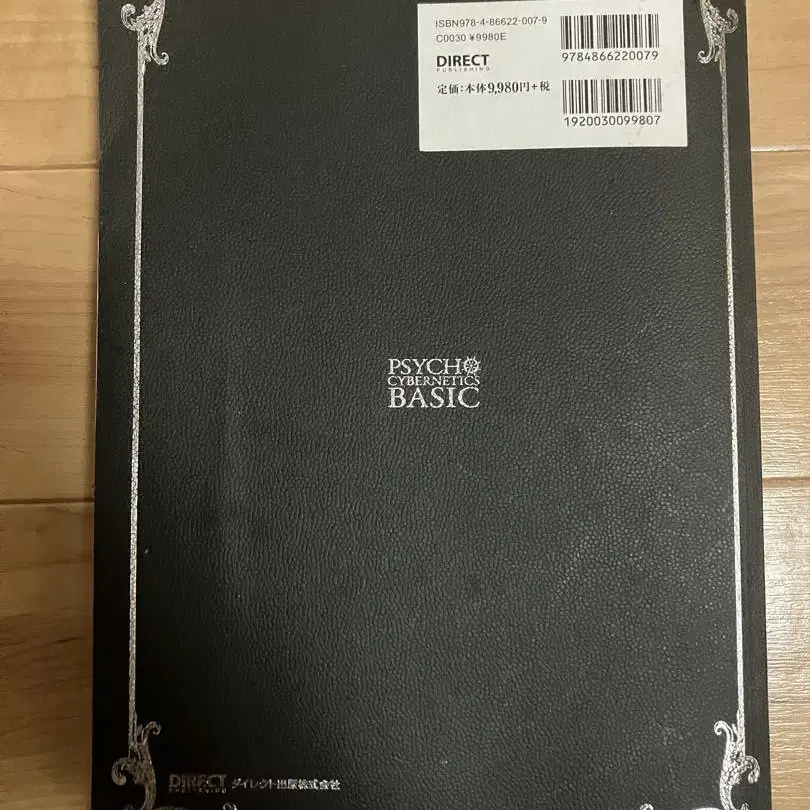 ISBN978-4-86622-007-9
C0030 ¥9980E
DIRECT
PUBLISHING
9784866220079
定価:本体9,980円+税
1920030099807
PSYCHO
CYBERNETICS
BASIC
DIRECT
PUBLISHING
ダイレクト出版株式会社